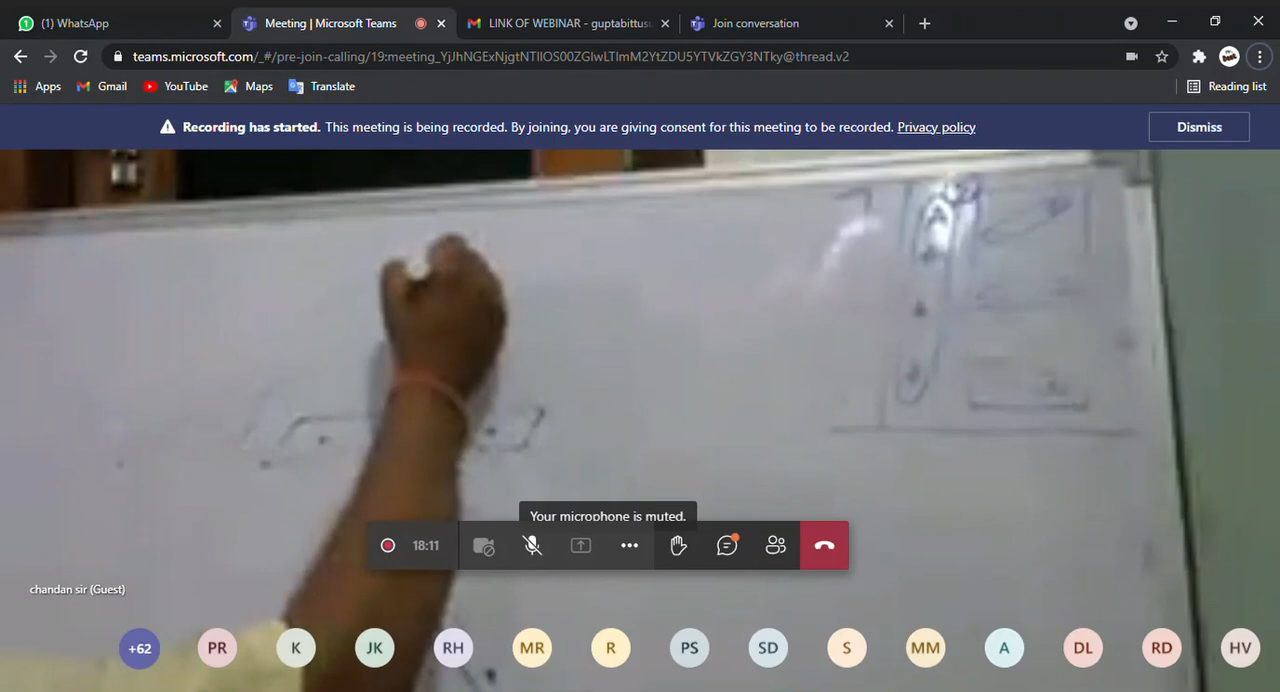 (1) WhatsApp
Meeting | Microsoft Teams
LINK OF WEBINAR - guptabittusu
Join conversation
teams.microsoft.com/_#/pre-join-calling/19:meeting_YjJhNGExNjgtNTllOS00ZGIwLTlmM2YtZDU5YTVkZGY3NTky@thread.v2
Apps
Gmail
YouTube
Maps
Translate
Reading list
Recording has started. This meeting is being recorded. By joining, you are giving consent for this meeting to be recorded. Privacy policy
Dismiss
Your microphone is muted.
18:11
chandan sir (Guest)
+62
PR
K
JK
RH
MR
R
PS
SD
S
MM
A
DL
RD
HV